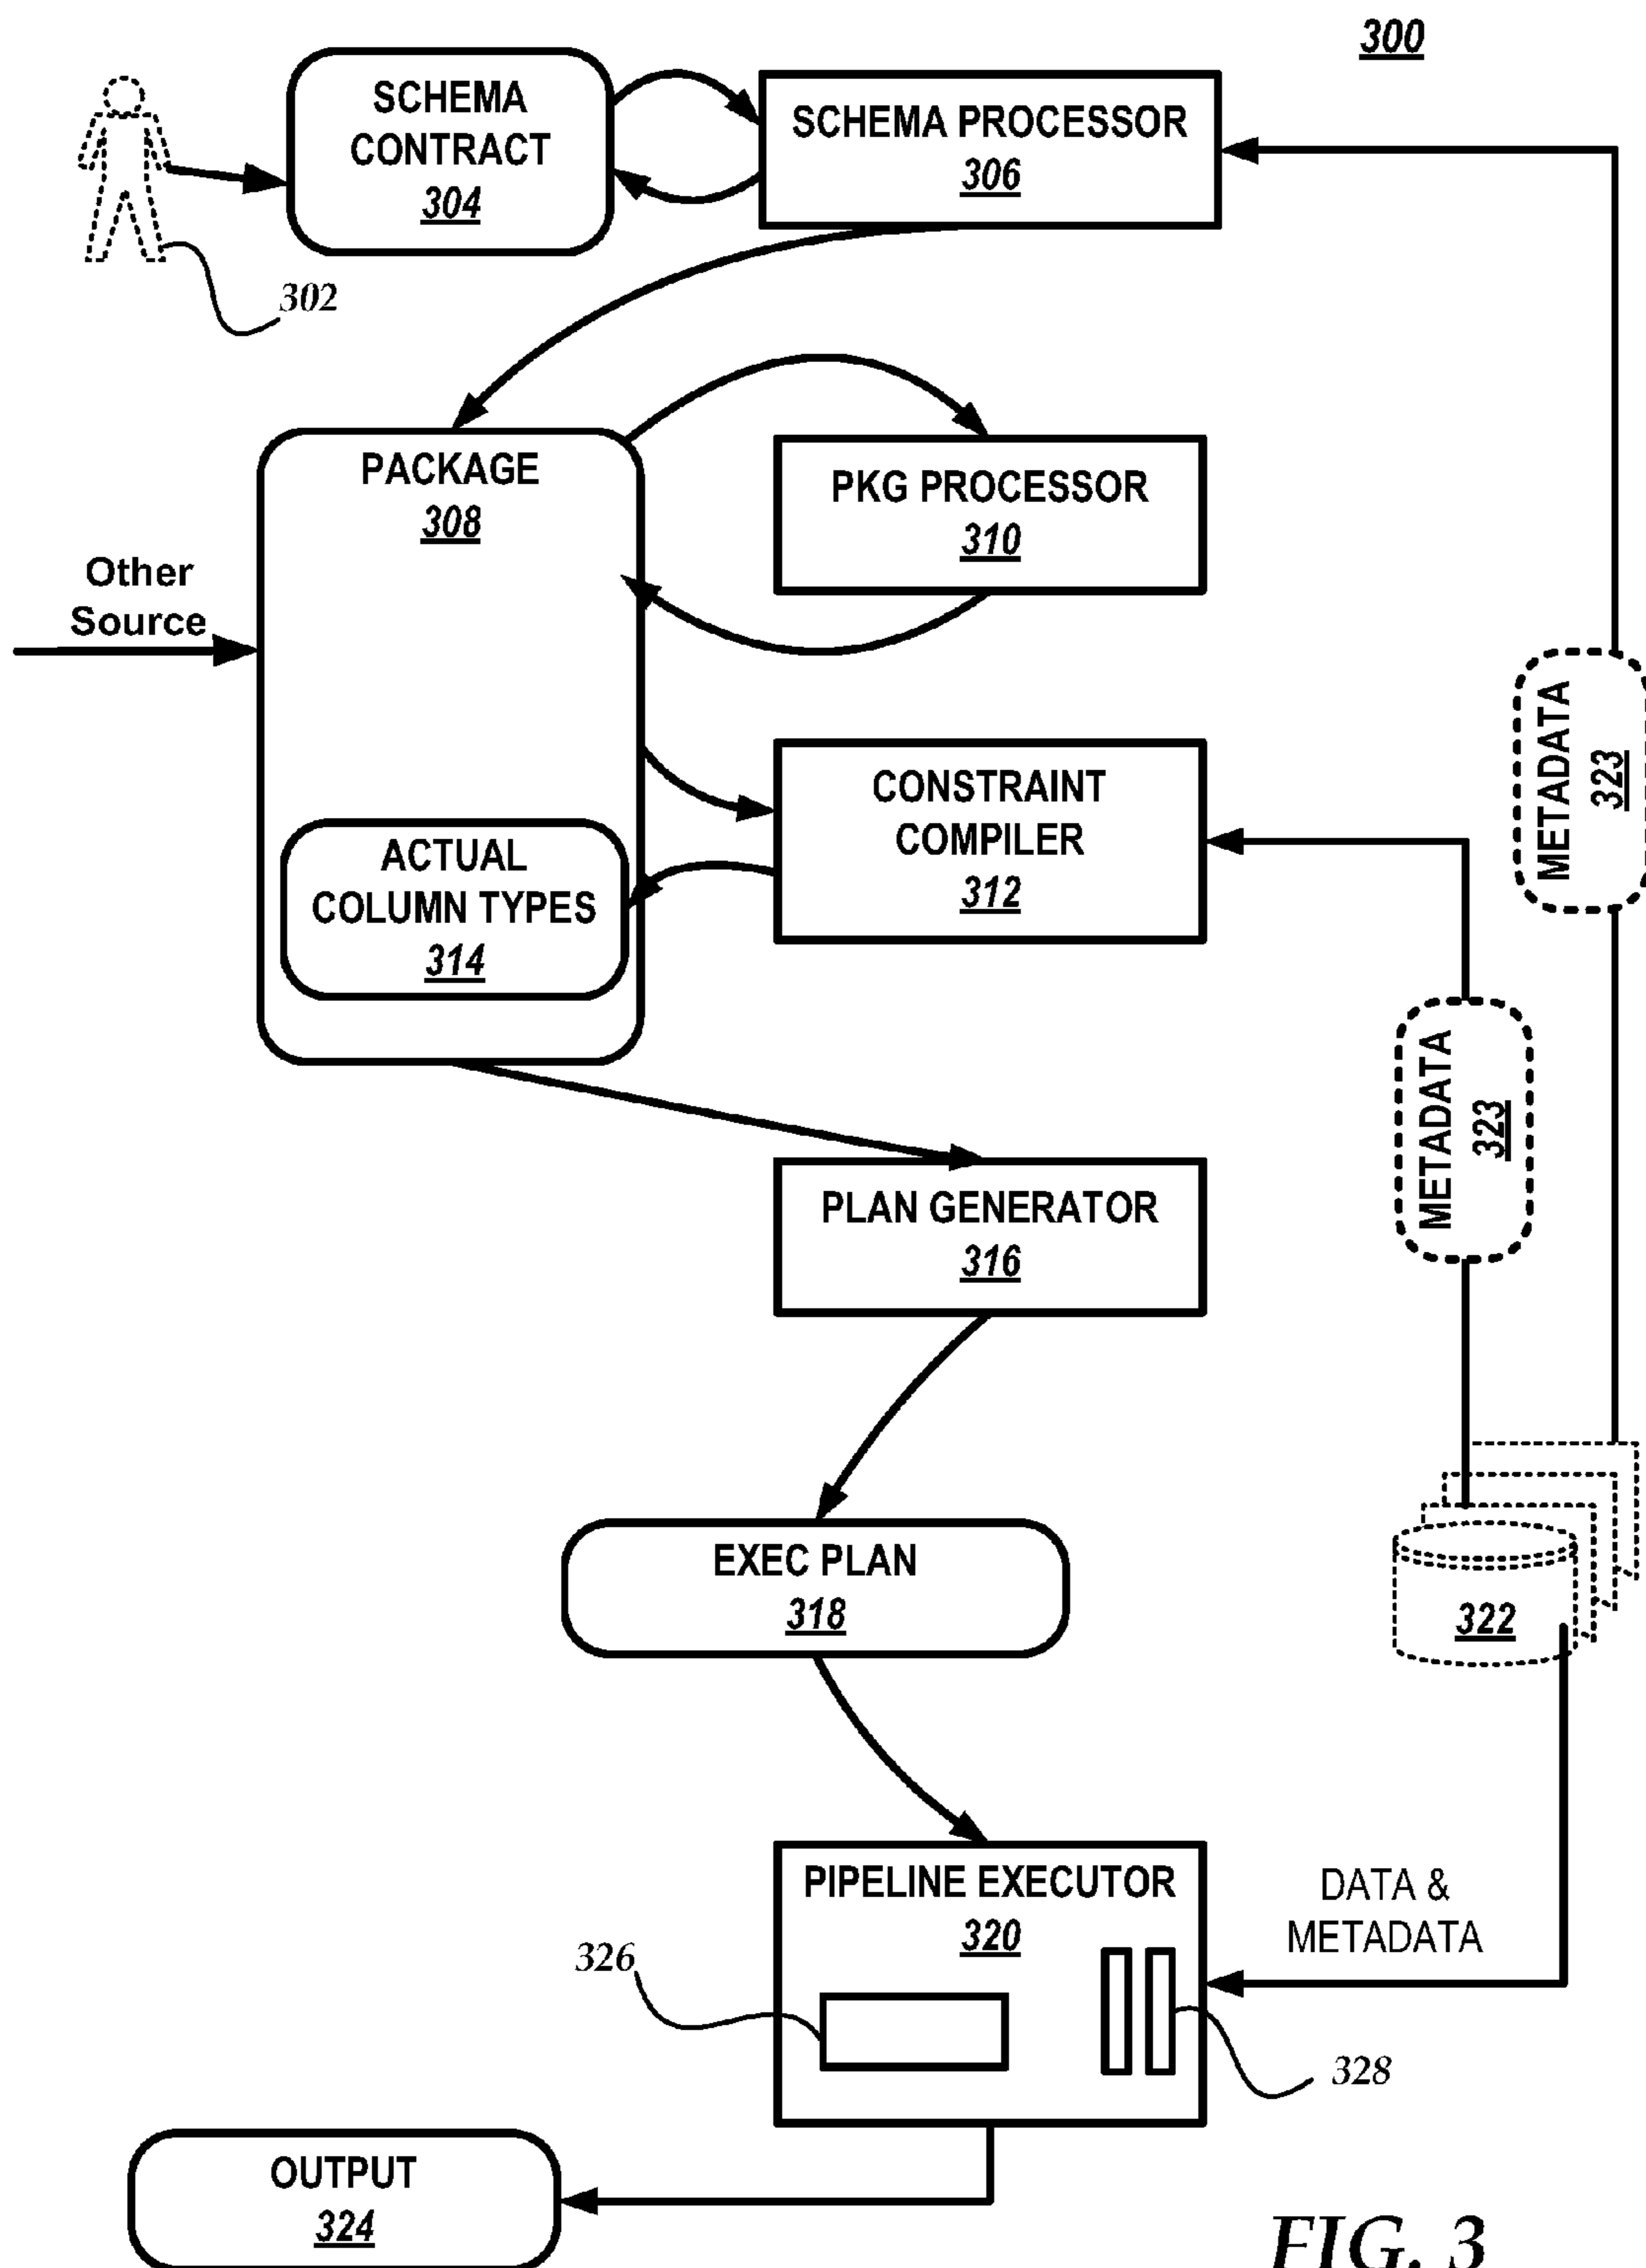 300
SCHEMA
CONTRACT
304
SCHEMA PROCESSOR
306
302
PACKAGE
308
PKG PROCESSOR
310
Other
Source
CONSTRAINT
COMPILER
312
ACTUAL
COLUMN TYPES
314
METADATA
323
METADATA
323
PLAN GENERATOR
316
EXEC PLAN
318
322
PIPELINE EXECUTOR
320
DATA &
METADATA
326
328
OUTPUT
324
FIG. 3